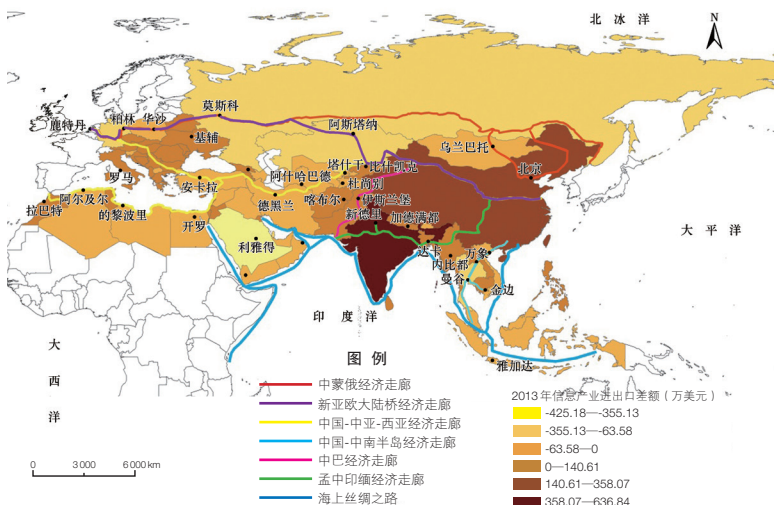 北冰洋
N
莫斯科
鹿特丹
柏林
华沙
基辅
阿斯塔纳
乌兰巴托
北京
塔什干
比什凯克
阿什哈巴德
杜尚别
罗马
安卡拉
德黑兰
喀布尔
伊斯兰堡
阿尔及尔
拉巴特
的黎波里
开罗
新德里
加德满都
利雅得
达卡
内比都
万象
曼谷
金边
太平洋
印度洋
雅加达
大西洋
图例
中蒙俄经济走廊
新亚欧大陆桥经济走廊
中国-中亚-西亚经济走廊
中国-中南半岛经济走廊
中巴经济走廊
孟中印缅经济走廊
海上丝绸之路
2013年信息产业进出口差额（万美元）
-425.18—-355.13
-355.13—-63.58
-63.58—0
0—140.61
140.61—358.07
358.07—636.84
0 3000 6 000km